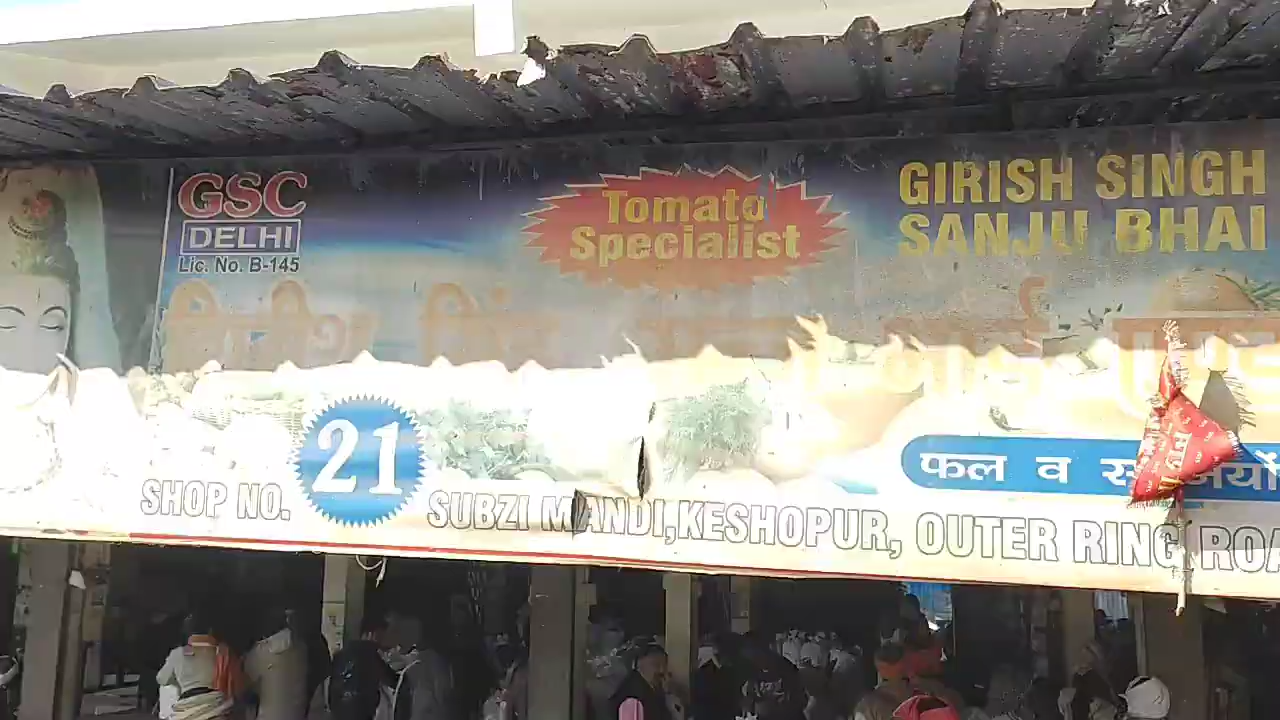 GSC
DELHI
Lic. No. B-145
Tomato
Specialist
GIRISH SINGH
SANJU BHAI
गिरीश सिंह भाई एण्ड
फल व
SHOP NO. 21 SUBZI MANDI, KESHOPUR, OUTER RING